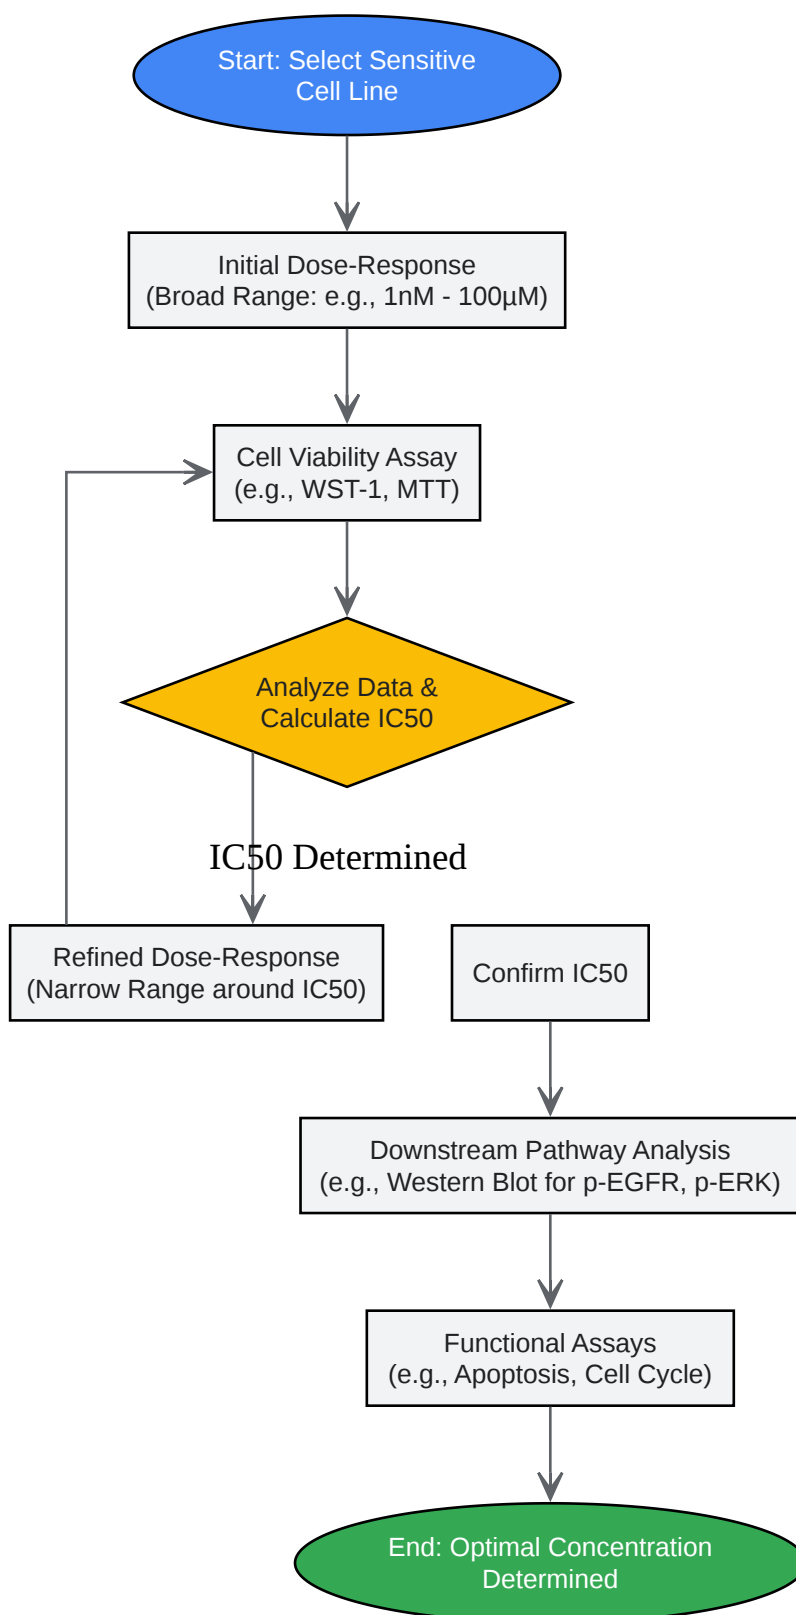 Start: Select Sensitive
Cell Line
Initial Dose-Response
(Broad Range: e.g., 1nM - 100µM)
Cell Viability Assay
(e.g., WST-1, MTT)
Analyze Data &
Calculate IC50
IC50 Determined
Refined Dose-Response
(Narrow Range around IC50)
Confirm IC50
Downstream Pathway Analysis
(e.g., Western Blot for p-EGFR, p-ERK)
Functional Assays
(e.g., Apoptosis, Cell Cycle)
End: Optimal Concentration
Determined